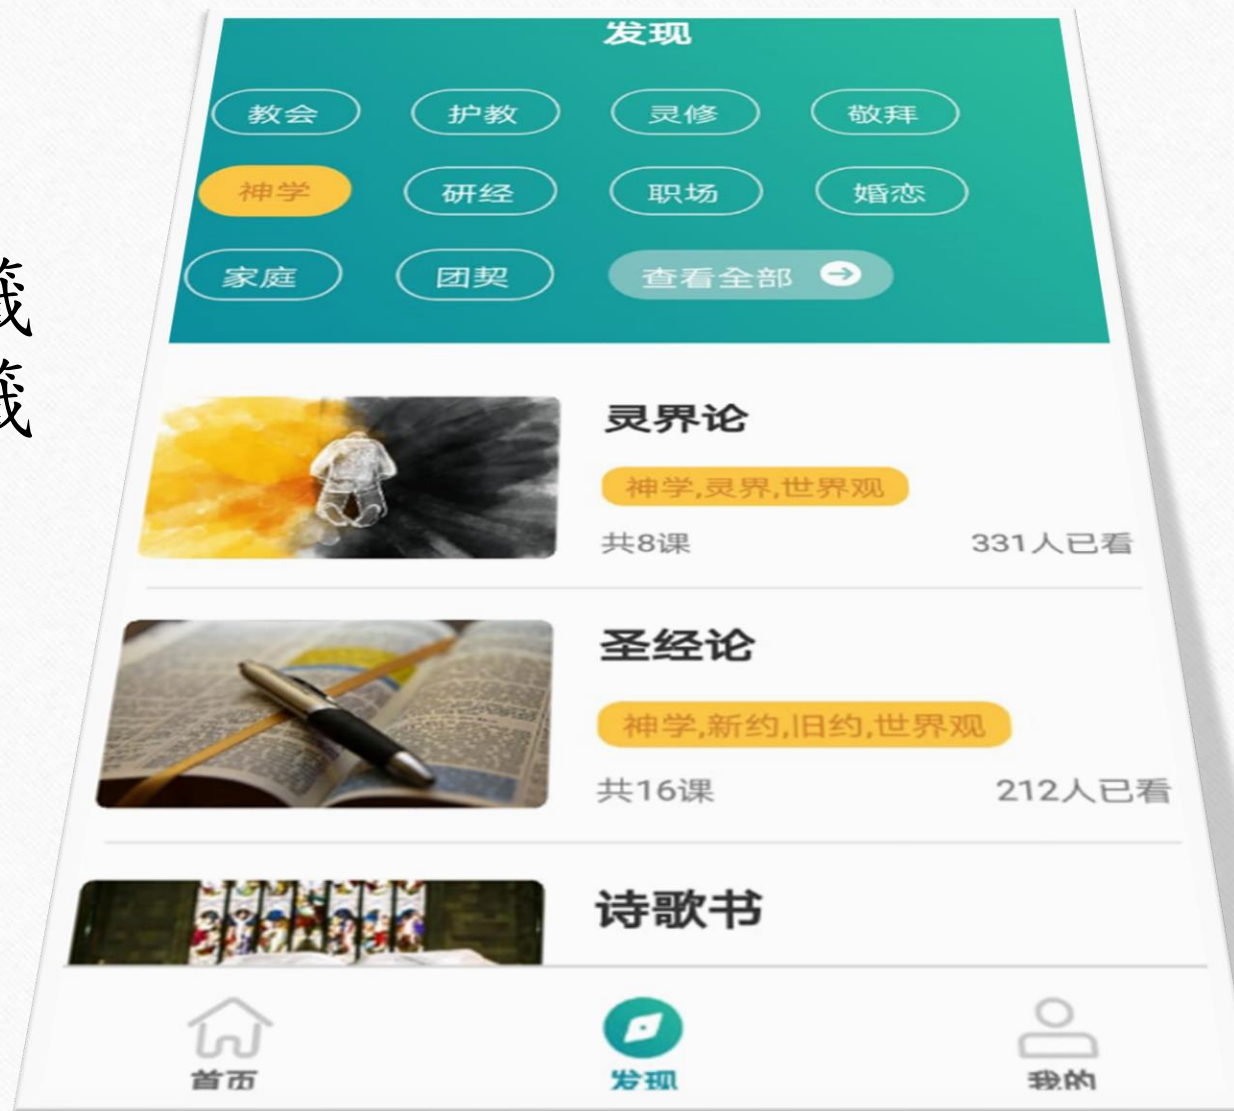 发现
教会 护教 灵修 敬拜
神学 研经 职场 婚恋
家庭 团契 查看全部
籤
籤
灵界论
神学,灵界,世界观
共8课 331人已看
圣经论
神学,新约,旧约,世界观
共16课 212人已看
诗歌书
首页 发现 我的